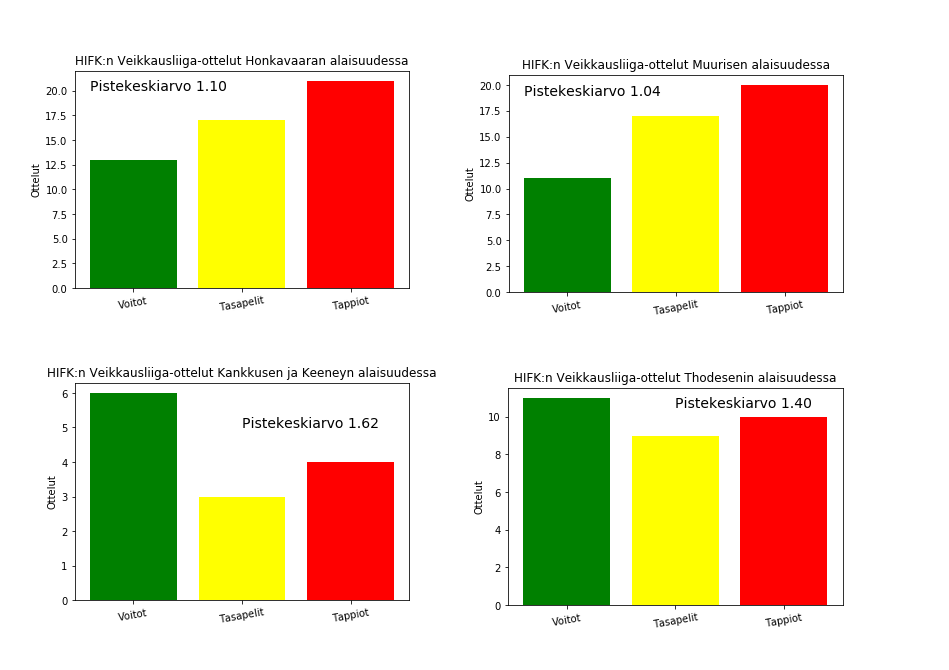 HIFK:n Veikkausliiga-ottelut Honkavaaran alaisuudessa
Pistekeskiarvo 1.10
Ottelut
20.0
17.5
15.0
12.5
10.0
7.5
5.0
2.5
0.0
Voitot Tasapelit Tappiot
HIFK:n Veikkausliiga-ottelut Muurisen alaisuudessa
Pistekeskiarvo 1.04
Ottelut
20.0
17.5
15.0
12.5
10.0
7.5
5.0
2.5
0.0
Voitot Tasapelit Tappiot
HIFK:n Veikkausliiga-ottelut Kankkusen ja Keeneyn alaisuudessa
Pistekeskiarvo 1.62
Ottelut
6
5
4
3
2
1
0
Voitot Tasapelit Tappiot
HIFK:n Veikkausliiga-ottelut Thodesenin alaisuudessa
Pistekeskiarvo 1.40
Ottelut
10
8
6
4
2
0
Voitot Tasapelit Tappiot